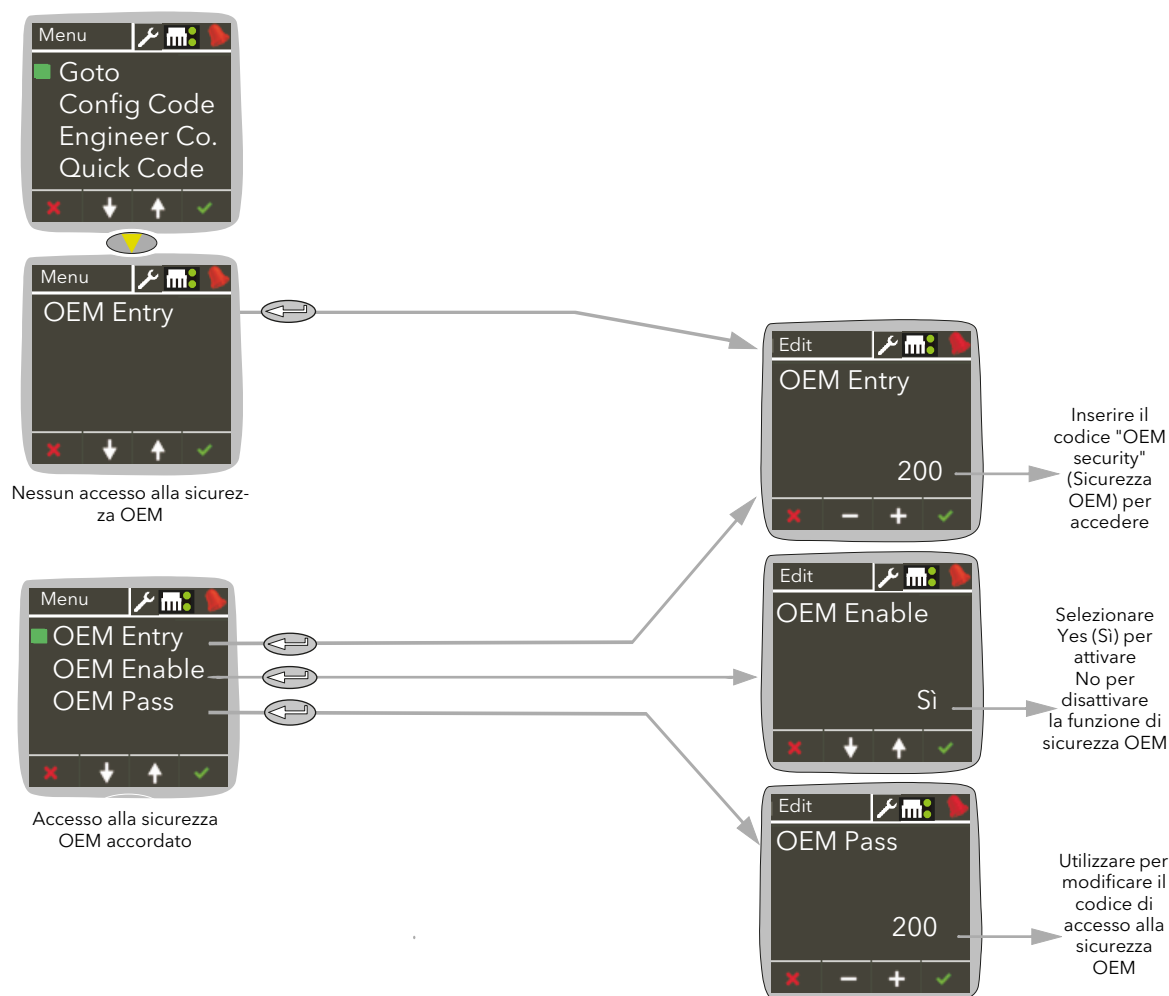 Menu
Goto
Config Code
Engineer Co.
Quick Code
Menu
OEM Entry
Nessun accesso alla sicurez-
za OEM
Edit
OEM Entry
200
Inserire il
codice "OEM
security"
(Sicurezza
OEM) per
accedere
Menu
OEM Entry
OEM Enable
OEM Pass
Accesso alla sicurezza
OEM accordato
Edit
OEM Enable
Sì
Selezionare
Yes (Sì) per
attivare
No per
disattivare
la funzione di
sicurezza OEM
Edit
OEM Pass
200
Utilizzare per
modificare il
codice di
accesso alla
sicurezza
OEM